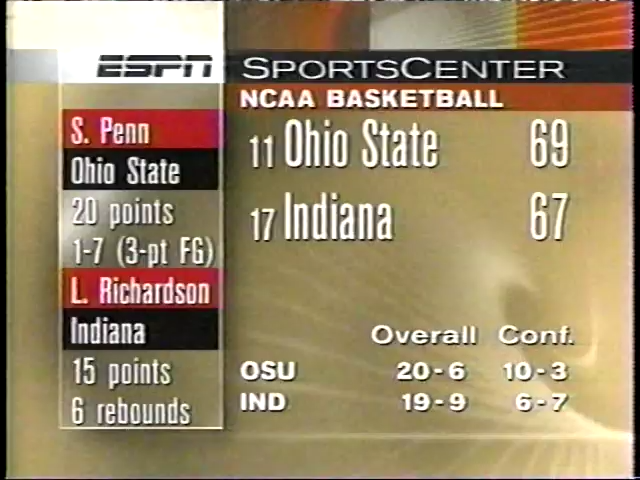 ESPN SPORTSCENTER
NCAA BASKETBALL
S. Penn
Ohio State
20 points
1-7 (3-pt FG)
L. Richardson
Indiana
15 points
6 rebounds
11 Ohio State 69
17 Indiana 67
Overall Conf.
OSU 20-6 10-3
IND 19-9 6-7